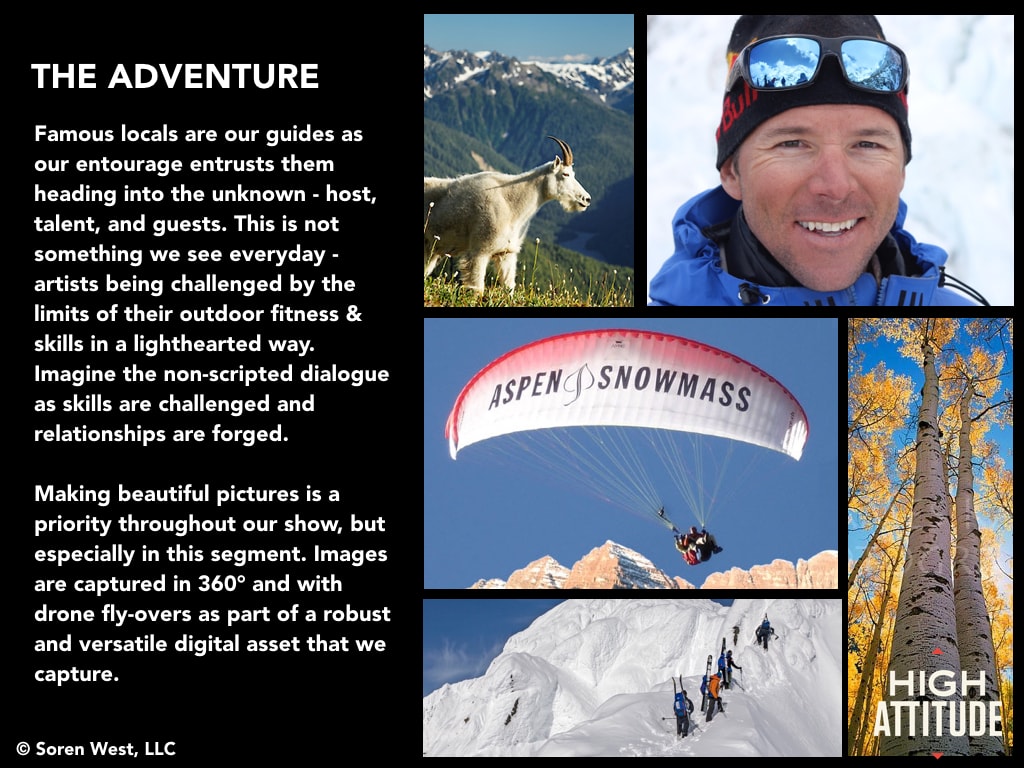 THE ADVENTURE
Famous locals are our guides as
our entourage entrusts them
heading into the unknown - host,
talent, and guests. This is not
something we see everyday -
artists being challenged by the
limits of their outdoor fitness &
skills in a lighthearted way.
Imagine the non-scripted dialogue
as skills are challenged and
relationships are forged.
Making beautiful pictures is a
priority throughout our show, but
especially in this segment. Images
are captured in 360° and with
drone fly-overs as part of a robust
and versatile digital asset that we
capture.
© Soren West, LLC
Bull
ASPEN SNOWMASS
HIGH
ATTITUDE